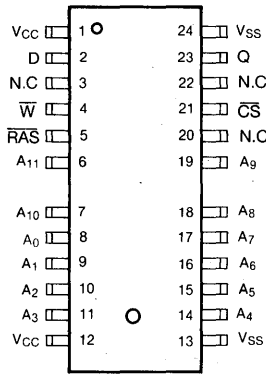 VCC 1 24 VSS
D 2 23 Q
N.C 3 22 N.C
W̅ 4 21 C̅S̅
R̅A̅S̅ 5 20 N.C
A11 6 19 A9
A10 7 18 A8
A0 8 17 A7
A1 9 16 A6
A2 10 15 A5
A3 11 14 A4
VCC 12 13 VSS